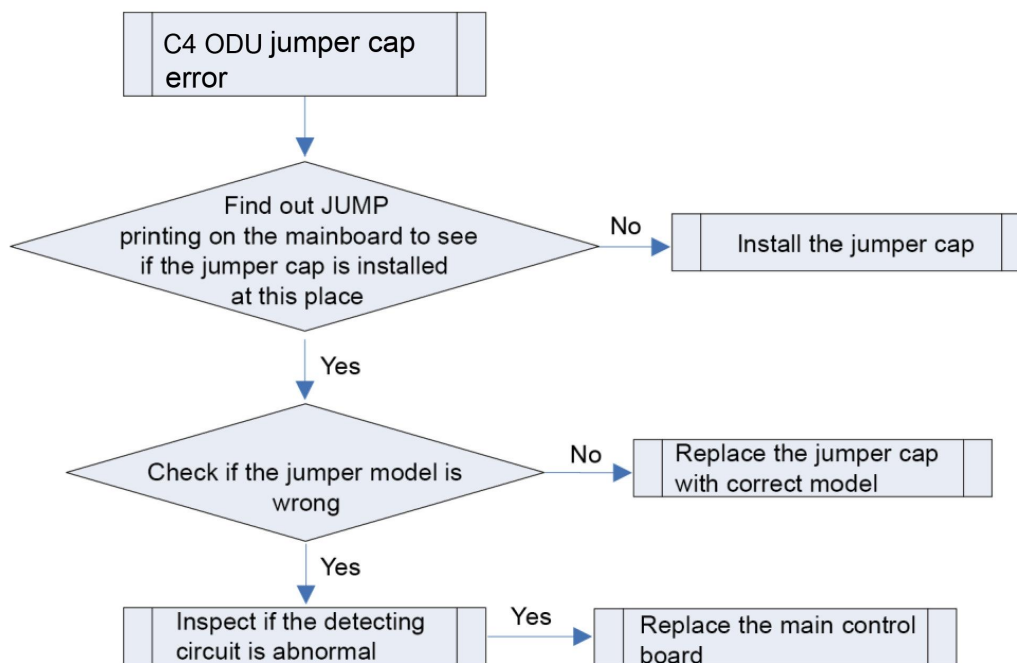 C4 ODU jumper cap
error
Find out JUMP
printing on the mainboard to see
if the jumper cap is installed
at this place
No
Install the jumper cap
Yes
Check if the jumper model is
wrong
No
Replace the jumper cap
with correct model
Yes
Inspect if the detecting
circuit is abnormal
Yes
Replace the main control
board